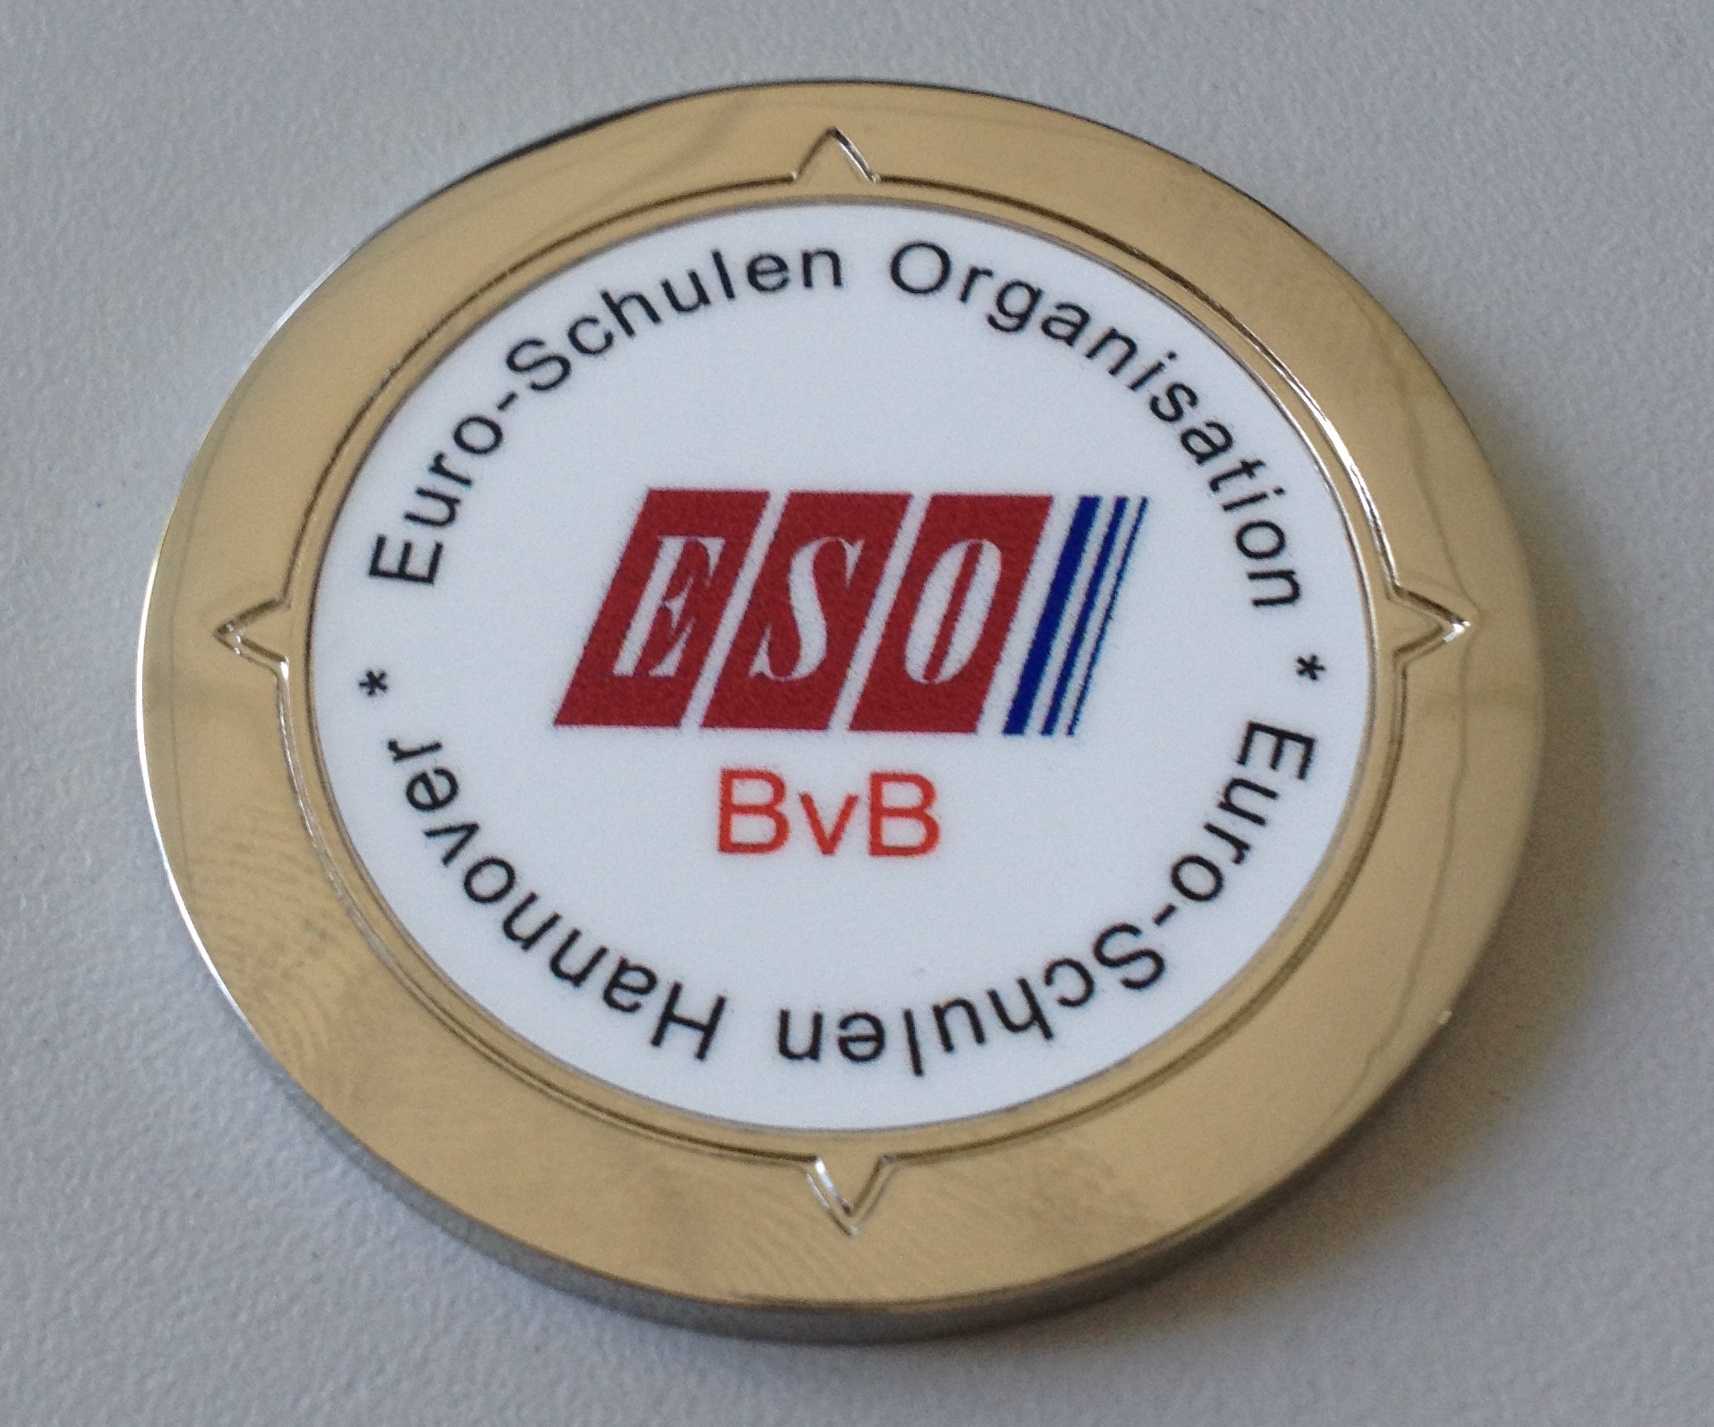 Euro-Schulen Organisation * Euro-Schulen Hannover *
ESO
BvB